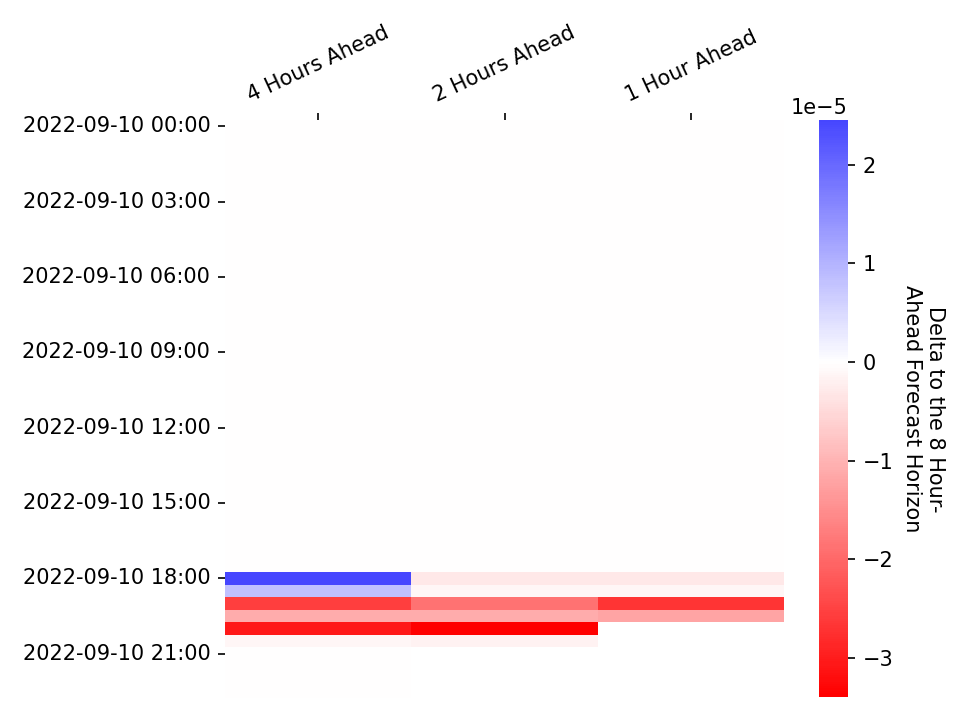 4 Hours Ahead
2 Hours Ahead
1 Hour Ahead
1e−5
2022-09-10 00:00
2022-09-10 03:00
2022-09-10 06:00
2022-09-10 09:00
2022-09-10 12:00
2022-09-10 15:00
2022-09-10 18:00
2022-09-10 21:00
2
1
0
−1
−2
−3
Delta to the 8 Hour-
Ahead Forecast Horizon